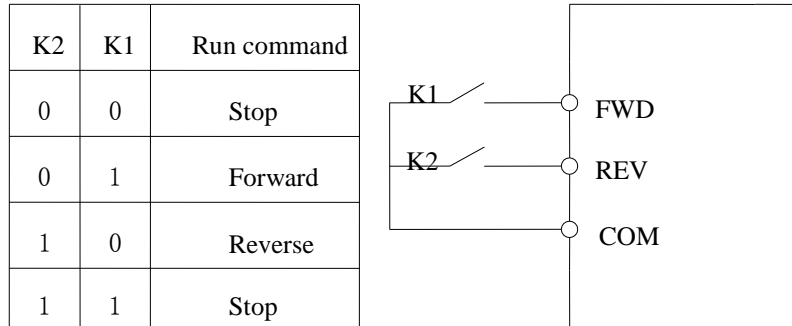 K2 K1 Run command
0 0 Stop
0 1 Forward
1 0 Reverse
1 1 Stop
K1 FWD
K2 REV
COM